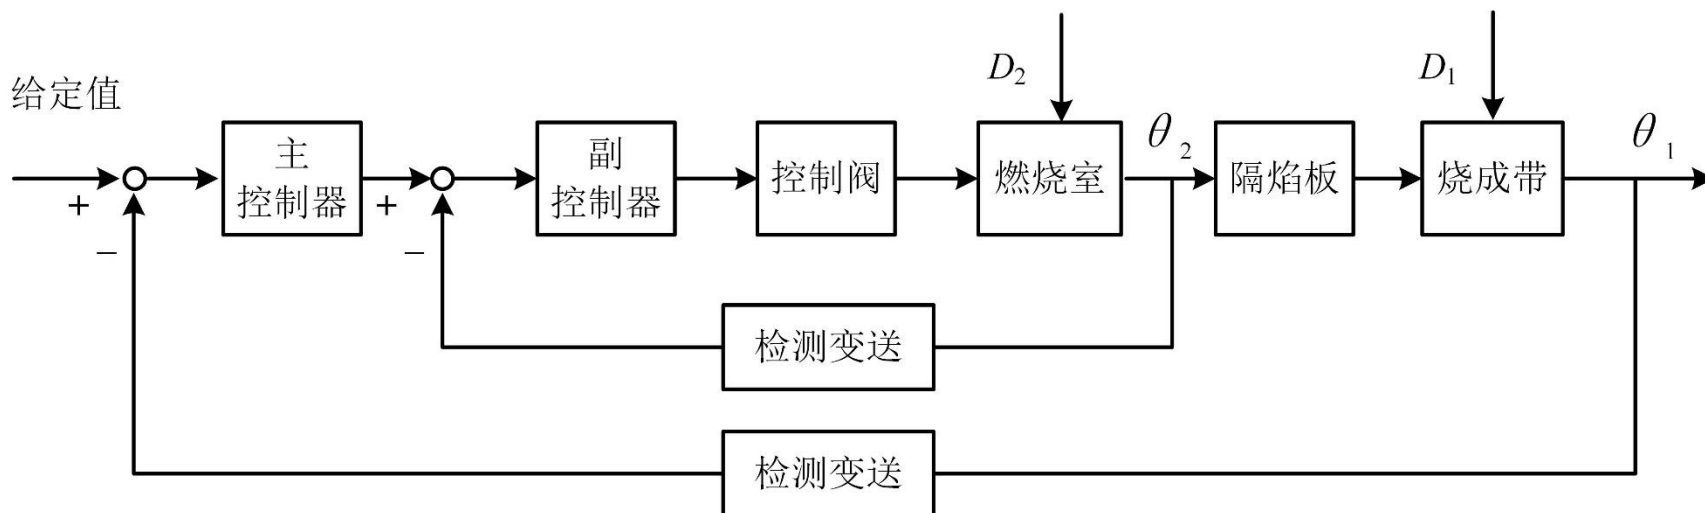 给定值
D₂
D₁
主
控制器
副
控制器
控制阀
燃烧室
θ₂
隔焰板
烧成带
θ₁
+
−
+
−
检测变送
检测变送